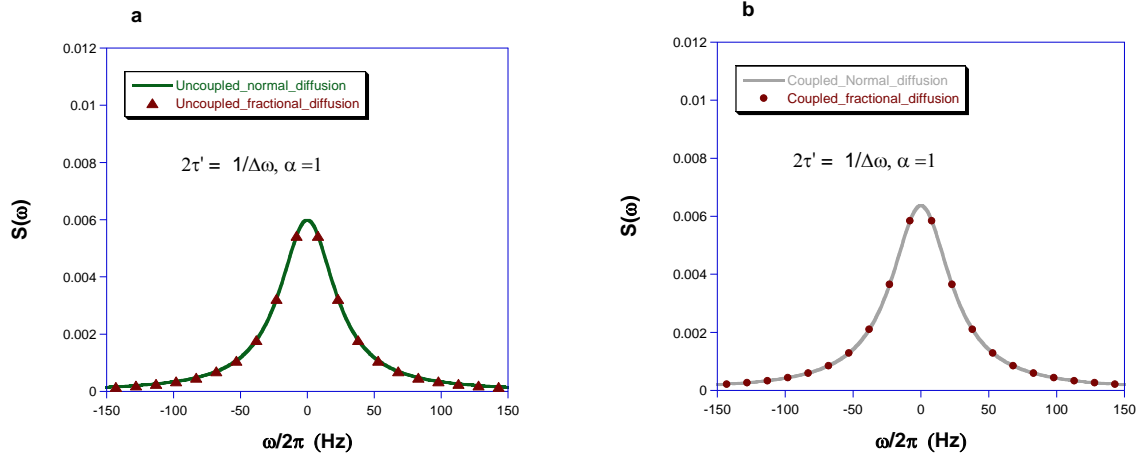 a
0.012
0.01
0.008
0.006
0.004
0.002
0
S(ω)
Uncoupled_normal_diffusion
Uncoupled_fractional_diffusion
2τ' = 1/Δω, α =1
-150 -100 -50 0 50 100 150
ω/2π (Hz)
b
0.012
0.01
0.008
0.006
0.004
0.002
0
S(ω)
Coupled_Normal_diffusion
Coupled_fractional_diffusion
2τ' = 1/Δω, α =1
-150 -100 -50 0 50 100 150
ω/2π (Hz)